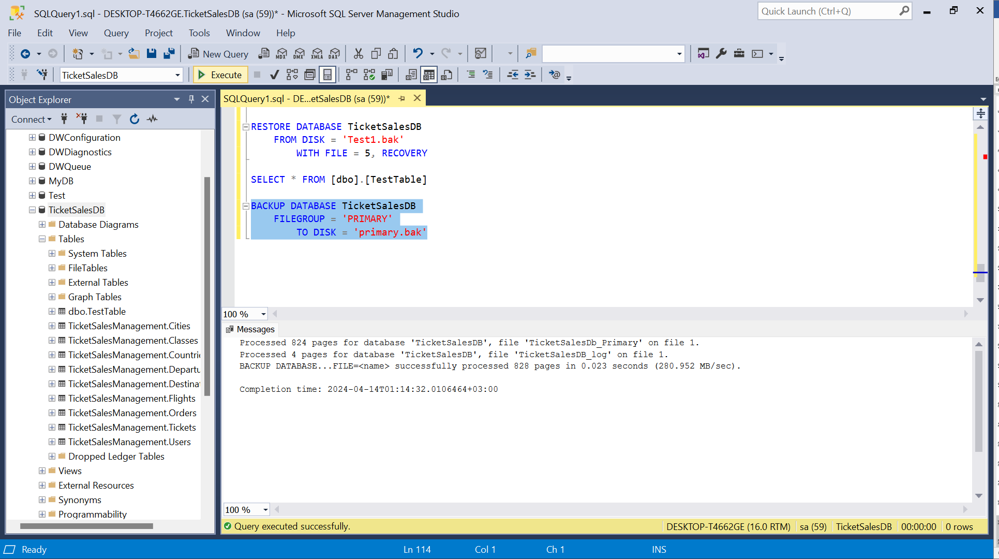 SQLQuery1.sql - DESKTOP-T4662GE.TicketSalesDB (sa (59))* - Microsoft SQL Server Management Studio
Quick Launch (Ctrl+Q)
File Edit View Query Project Tools Window Help
New Query MDX DMX XMLA DAX
TicketSalesDB Execute
Object Explorer
Connect
DWConfiguration
DWDiagnostics
DWQueue
MyDB
Test
TicketSalesDB
Database Diagrams
Tables
System Tables
FileTables
External Tables
Graph Tables
dbo.TestTable
TicketSalesManagement.Cities
TicketSalesManagement.Classes
TicketSalesManagement.Countrie
TicketSalesManagement.Departu
TicketSalesManagement.Destinat
TicketSalesManagement.Flights
TicketSalesManagement.Orders
TicketSalesManagement.Tickets
TicketSalesManagement.Users
Dropped Ledger Tables
Views
External Resources
Synonyms
Programmability
SQLQuery1.sql - DE...etSalesDB (sa (59))*
RESTORE DATABASE TicketSalesDB
FROM DISK = 'Test1.bak'
WITH FILE = 5, RECOVERY
SELECT * FROM [dbo].[TestTable]
BACKUP DATABASE TicketSalesDB
FILEGROUP = 'PRIMARY'
TO DISK = 'primary.bak'
100 %
Messages
Processed 824 pages for database 'TicketSalesDB', file 'TicketSalesDb_Primary' on file 1.
Processed 4 pages for database 'TicketSalesDB', file 'TicketSalesDB_log' on file 1.
BACKUP DATABASE...FILE=<name> successfully processed 828 pages in 0.023 seconds (280.952 MB/sec).
Completion time: 2024-04-14T01:14:32.0106464+03:00
100 %
Query executed successfully. DESKTOP-T4662GE (16.0 RTM) sa (59) TicketSalesDB 00:00:00 0 rows
Ready Ln 114 Col 1 Ch 1 INS